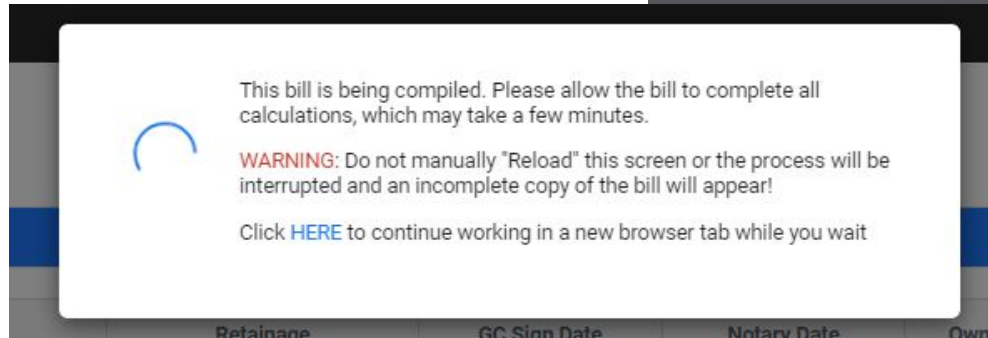 This bill is being compiled. Please allow the bill to complete all
calculations, which may take a few minutes.
WARNING: Do not manually "Reload" this screen or the process will be
interrupted and an incomplete copy of the bill will appear!
Click HERE to continue working in a new browser tab while you wait
Retainage GC Sign Date Notary Date Own